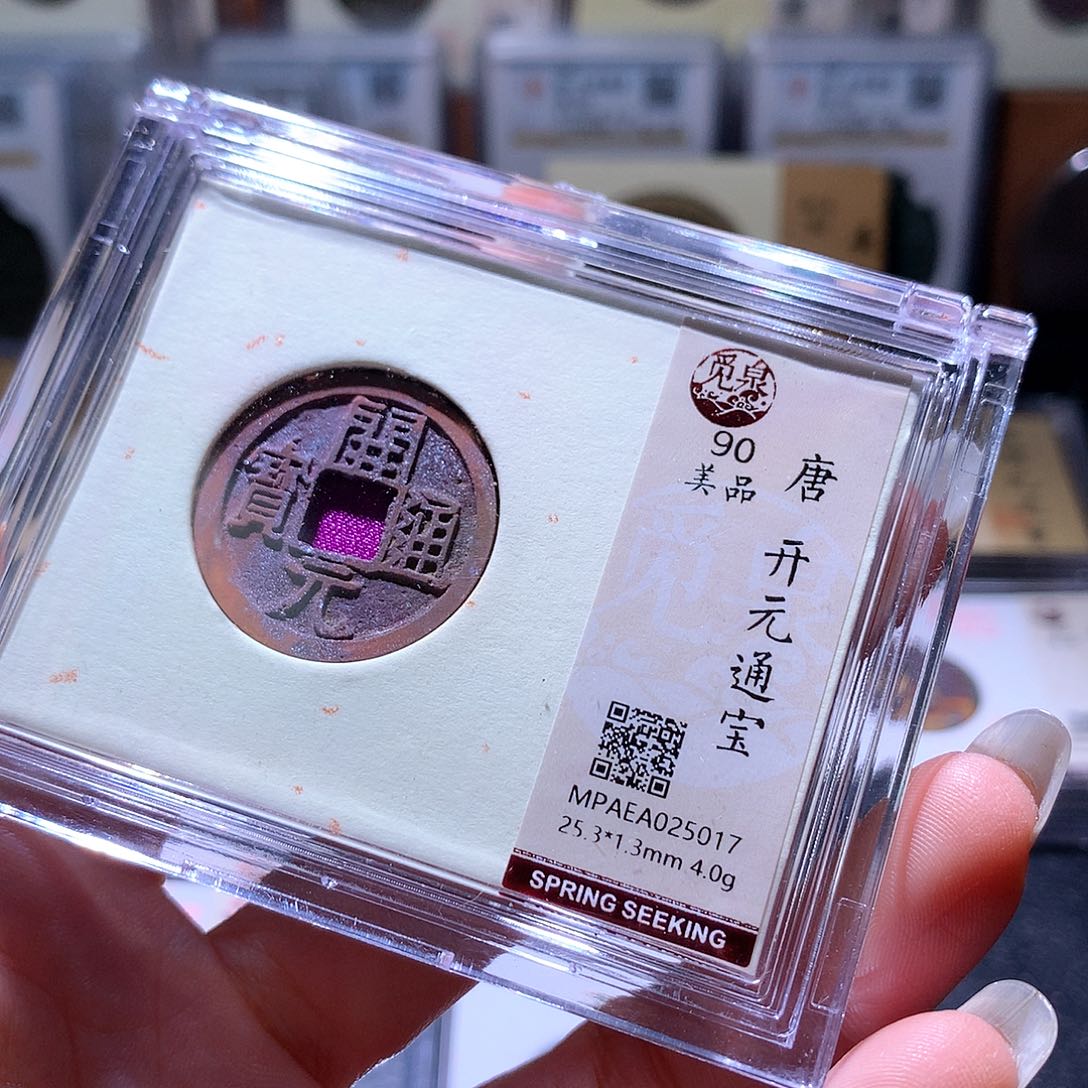 開
通
元
寶
覓泉
90
美品
唐
开元通宝
MPAEA025017
25.3*1.3mm 4.0g
SPRING SEEKING